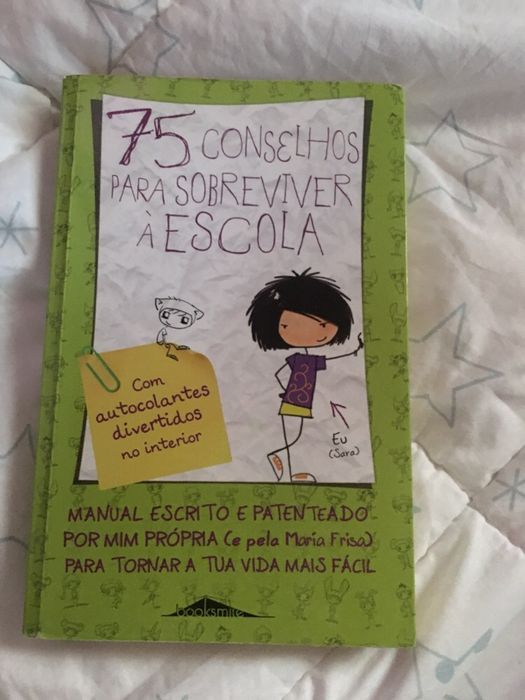 75 CONSELHOS
PARA SOBREVIVER
À ESCOLA
Com
autocolantes
divertidos
no interior
EU
(Sara)
MANUAL ESCRITO E PATENTEADO
POR MIM PRÓPRIA (e pela Maria Frisa)
PARA TORNAR A TUA VIDA MAIS FÁCIL
booksmile